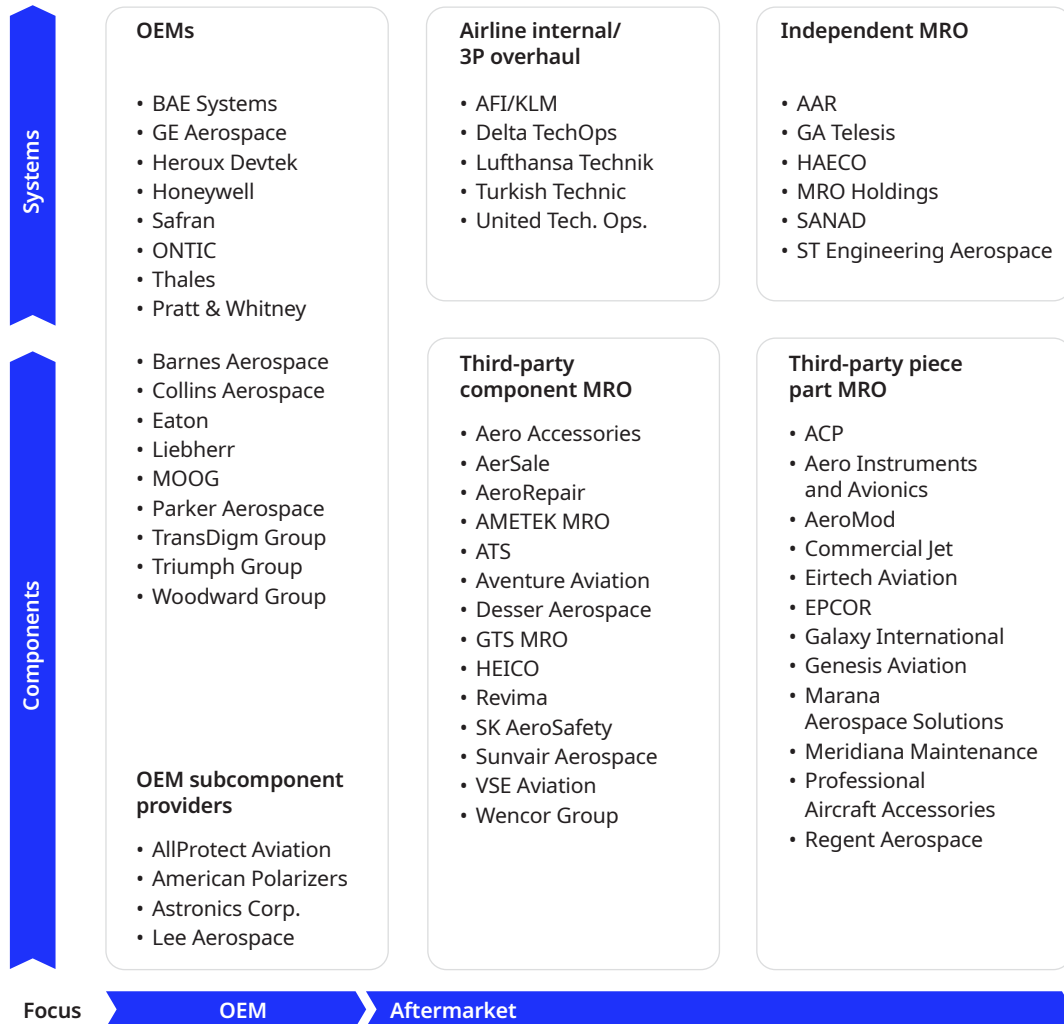 Systems
OEMs
• BAE Systems
• GE Aerospace
• Heroux Devtek
• Honeywell
• Safran
• ONTIC
• Thales
• Pratt & Whitney
• Barnes Aerospace
• Collins Aerospace
• Eaton
• Liebherr
• MOOG
• Parker Aerospace
• TransDigm Group
• Triumph Group
• Woodward Group
OEM subcomponent
providers
• AllProtect Aviation
• American Polarizers
• Astronics Corp.
• Lee Aerospace
Airline internal/
3P overhaul
• AFI/KLM
• Delta TechOps
• Lufthansa Technik
• Turkish Technic
• United Tech. Ops.
Independent MRO
• AAR
• GA Telesis
• HAECO
• MRO Holdings
• SANAD
• ST Engineering Aerospace
Components
Third-party
component MRO
• Aero Accessories
• AerSale
• AeroRepair
• AMETEK MRO
• ATS
• Aventure Aviation
• Desser Aerospace
• GTS MRO
• HEICO
• Revima
• SK AeroSafety
• Sunvair Aerospace
• VSE Aviation
• Wencor Group
Third-party piece
part MRO
• ACP
• Aero Instruments
and Avionics
• AeroMod
• Commercial Jet
• Eirtech Aviation
• EPCOR
• Galaxy International
• Genesis Aviation
• Marana
Aerospace Solutions
• Meridiana Maintenance
• Professional
Aircraft Accessories
• Regent Aerospace
Focus
OEM
Aftermarket